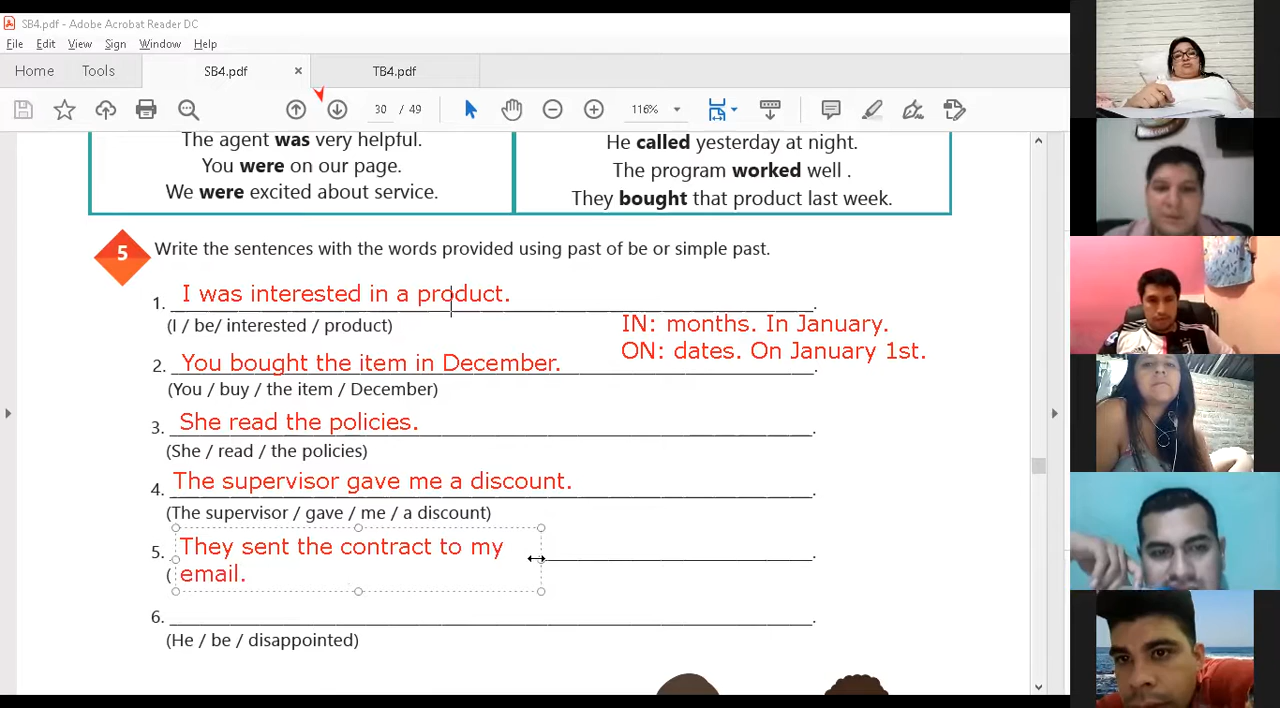 SB4.pdf - Adobe Acrobat Reader DC
File Edit View Sign Window Help
Home Tools SB4.pdf × TB4.pdf
30 / 49 116%
The agent was very helpful.
You were on our page.
We were excited about service.
He called yesterday at night.
The program worked well .
They bought that product last week.
5 Write the sentences with the words provided using past of be or simple past.
1. I was interested in a product.
(I / be/ interested / product)
IN: months. In January.
ON: dates. On January 1st.
2. You bought the item in December.
(You / buy / the item / December)
3. She read the policies.
(She / read / the policies)
4. The supervisor gave me a discount.
(The supervisor / gave / me / a discount)
5. They sent the contract to my
( email.
6.
(He / be / disappointed)